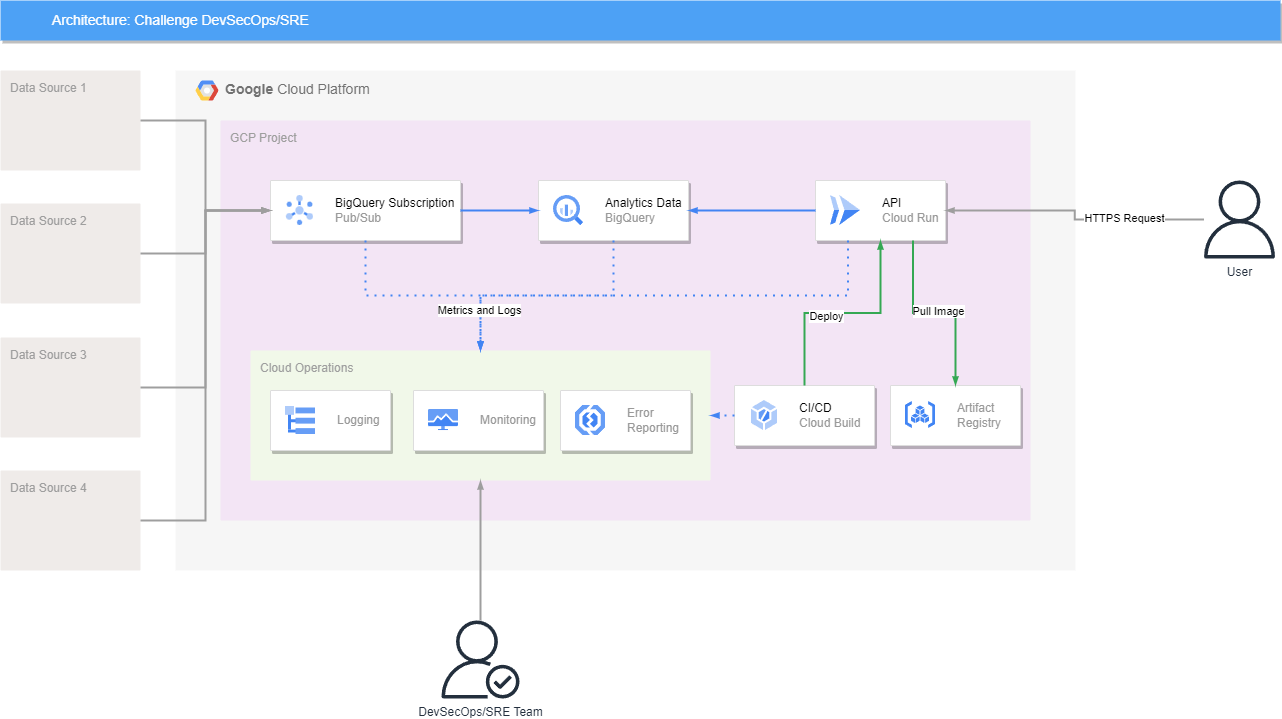 Architecture: Challenge DevSecOps/SRE
Data Source 1
Google Cloud Platform
GCP Project
BigQuery Subscription
Pub/Sub
Analytics Data
BigQuery
API
Cloud Run
HTTPS Request
User
Data Source 2
Metrics and Logs
Deploy
Pull Image
Data Source 3
Cloud Operations
Logging
Monitoring
Error
Reporting
CI/CD
Cloud Build
Artifact
Registry
Data Source 4
DevSecOps/SRE Team